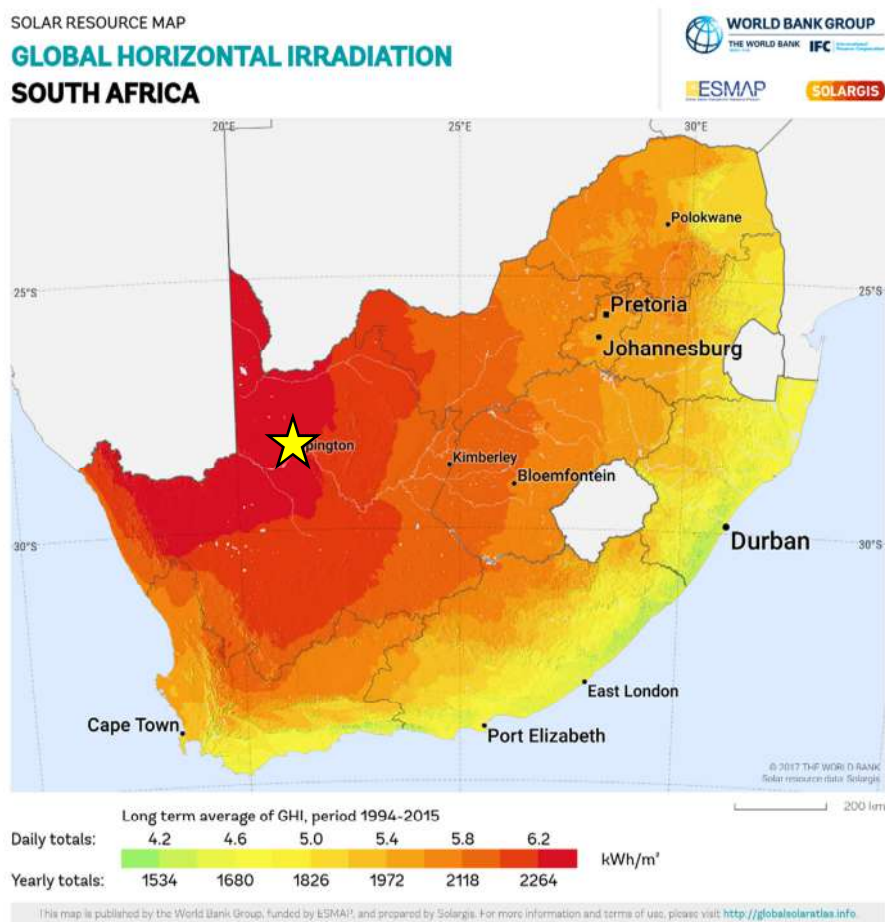 SOLAR RESOURCE MAP
GLOBAL HORIZONTAL IRRADIATION
SOUTH AFRICA
WORLD BANK GROUP
THE WORLD BANK IFC International Finance Corporation
ESMAP SOLARGIS
20°E 25°E 30°E
Polokwane
25°S 25°S
Pretoria
Johannesburg
pington
Kimberley
Bloemfontein
Durban
30°S 30°S
East London
Cape Town
Port Elizabeth
© 2017 THE WORLD BANK
Solar resource data: Solargis
200 km
Long term average of GHI, period 1994-2015
Daily totals: 4.2 4.6 5.0 5.4 5.8 6.2
kWh/m²
Yearly totals: 1534 1680 1826 1972 2118 2264
This map is published by the World Bank Group, funded by ESMAP, and prepared by Solargis. For more information and terms of use, please visit http://globalsolaratlas.info.